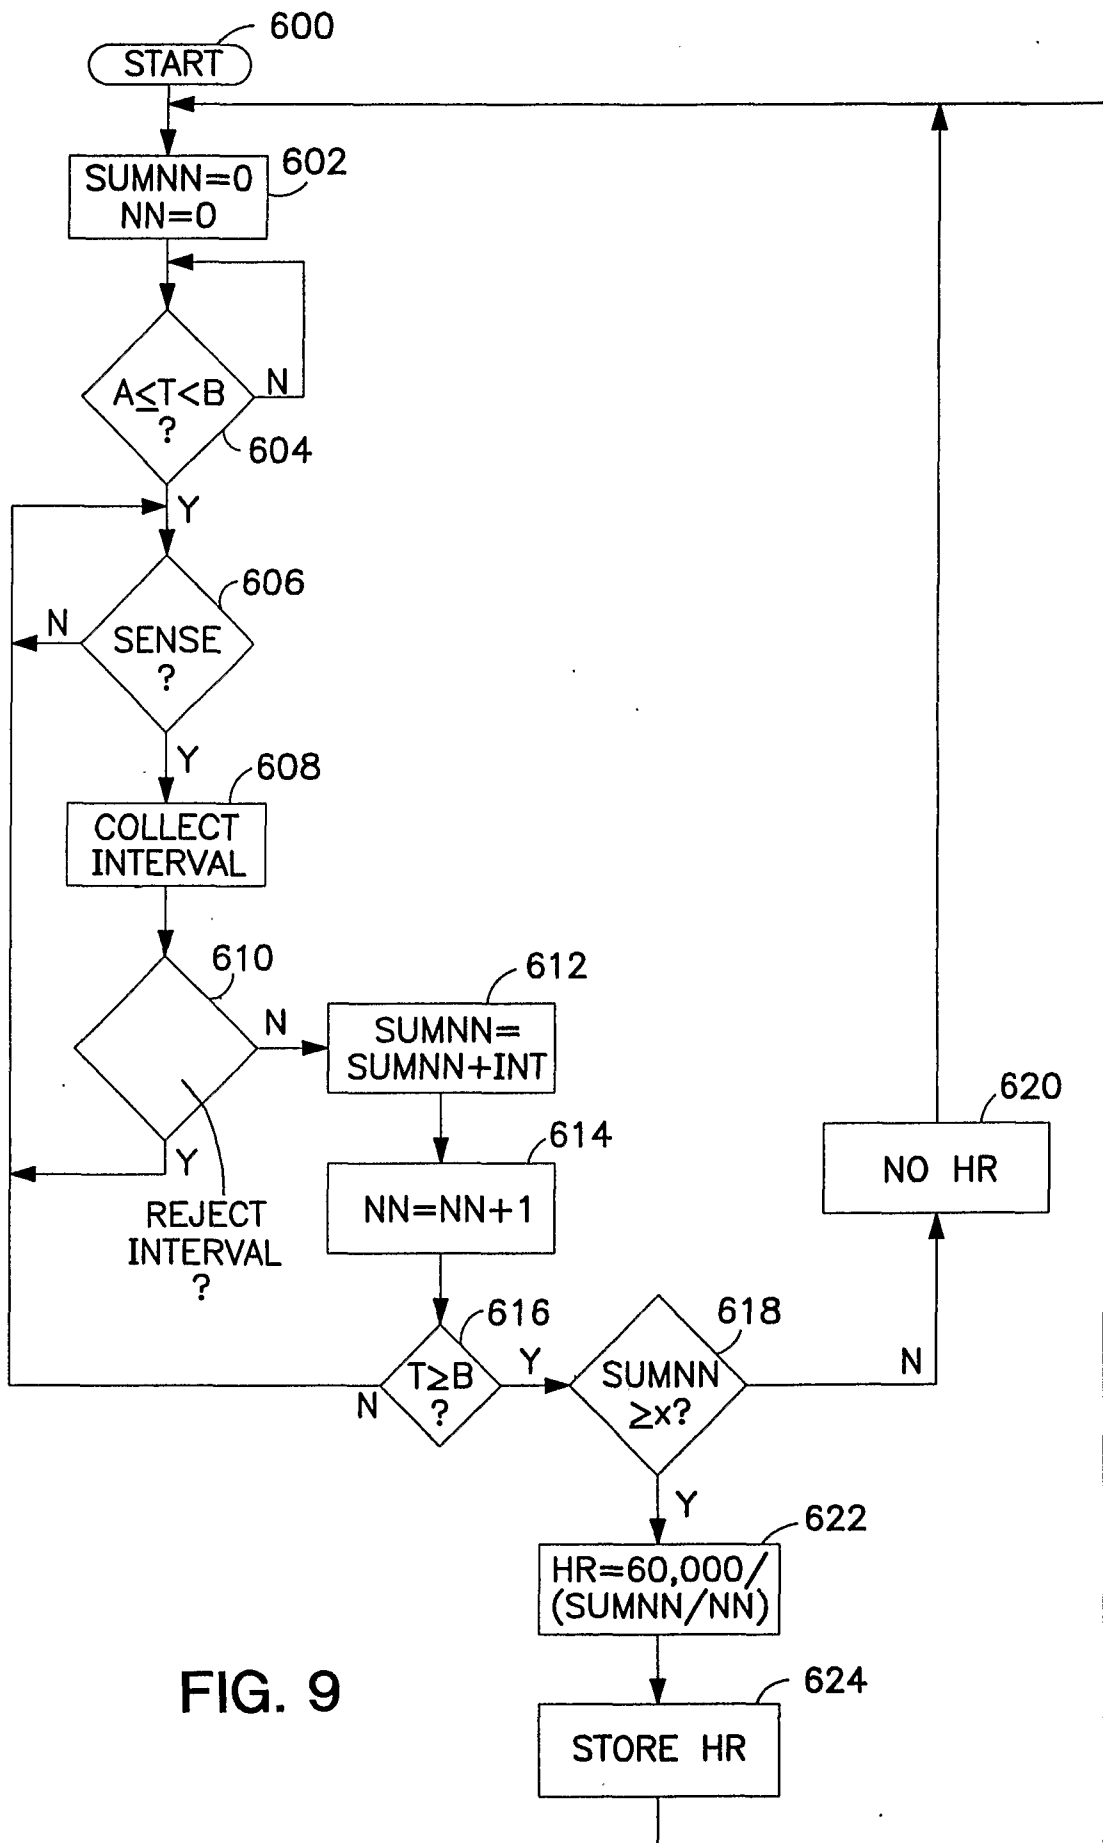 600
START
602
SUMNN=0
NN=0
A≤T<B
?
N
604
Y
606
N
SENSE
?
Y
608
COLLECT
INTERVAL
610
N
Y
REJECT
INTERVAL
?
612
SUMNN=
SUMNN+INT
614
NN=NN+1
616
T≥B
?
N
Y
618
SUMNN
≥x?
N
620
NO HR
Y
622
HR=60,000/
(SUMNN/NN)
624
STORE HR
FIG. 9